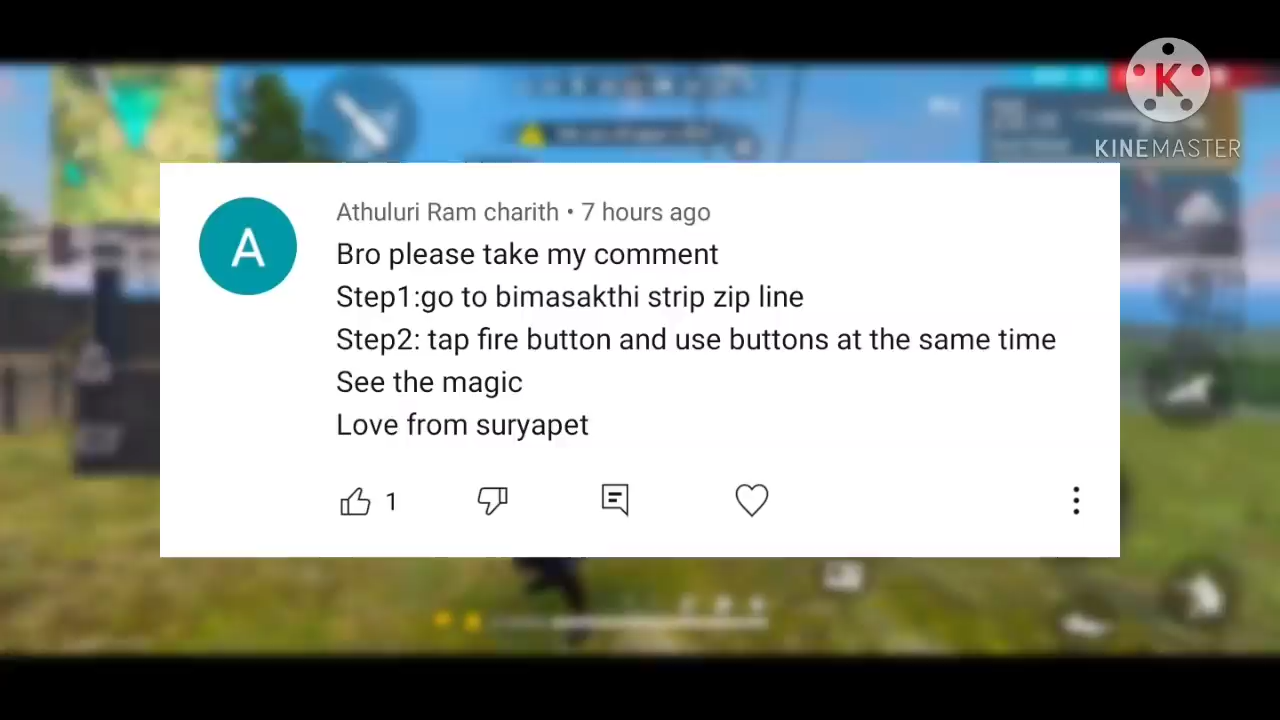 K
KINEMASTER
A
Athuluri Ram charith • 7 hours ago
Bro please take my comment
Step1:go to bimasakthi strip zip line
Step2: tap fire button and use buttons at the same time
See the magic
Love from suryapet
1